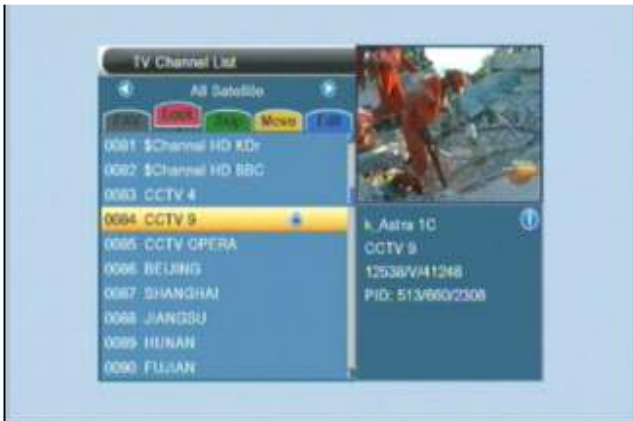 TV Channel List
All Satellite
FAV Lock Skip Move Edit
0081 $Channel HD KDr
0082 $Channel HD BBC
0083 CCTV 4
0084 CCTV 9
0085 CCTV OPERA
0086 BEIJING
0087 SHANGHAI
0088 JIANGSU
0089 HUNAN
0090 FUJIAN
k_Astra 1C
CCTV 9
12538/V/41248
PID: 513/660/2308